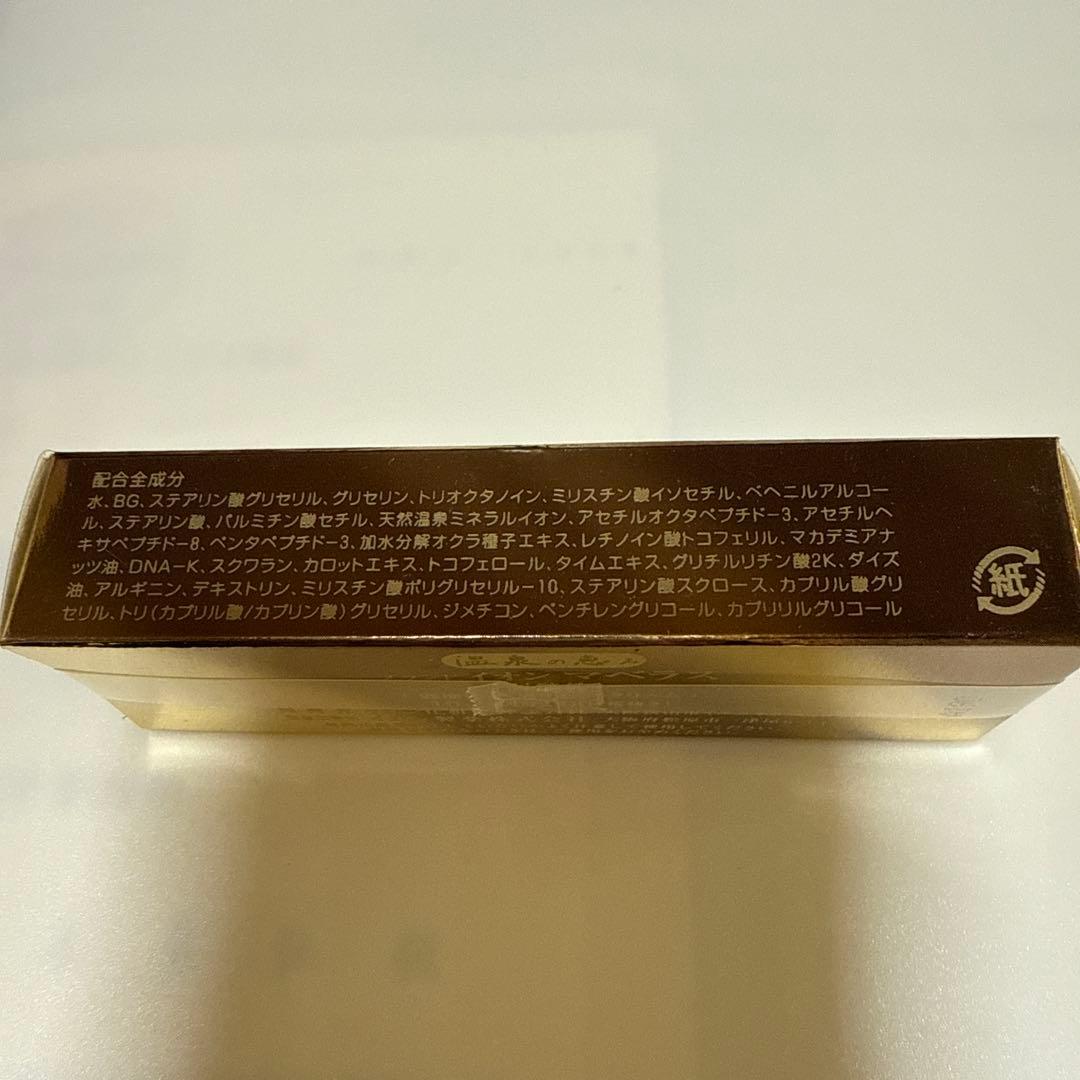 配合全成分
水、BG、ステアリン酸グリセリル、グリセリン、トリオクタノイン、ミリスチン酸イソセチル、ベヘニルアルコー
ル、ステアリン酸、パルミチン酸セチル、天然温泉ミネラルイオン、アセチルオクタペプチド-3、アセチルヘ
キサペプチド-8、ペンタペプチド-3、加水分解オクラ種子エキス、レチノイン酸トコフェリル、マカデミアナ
ッツ油、DNA-K、スクワラン、カロットエキス、トコフェロール、タイムエキス、グリチルリチン酸2K、ダイズ
油、アルギニン、デキストリン、ミリスチン酸ポリグリセリル-10、ステアリン酸スクロース、カプリル酸グリ
セリル、トリ(カプリル酸/カプリン酸)グリセリル、ジメチコン、ペンチレングリコール、カプリリルグリコール
紙
温泉の恵み